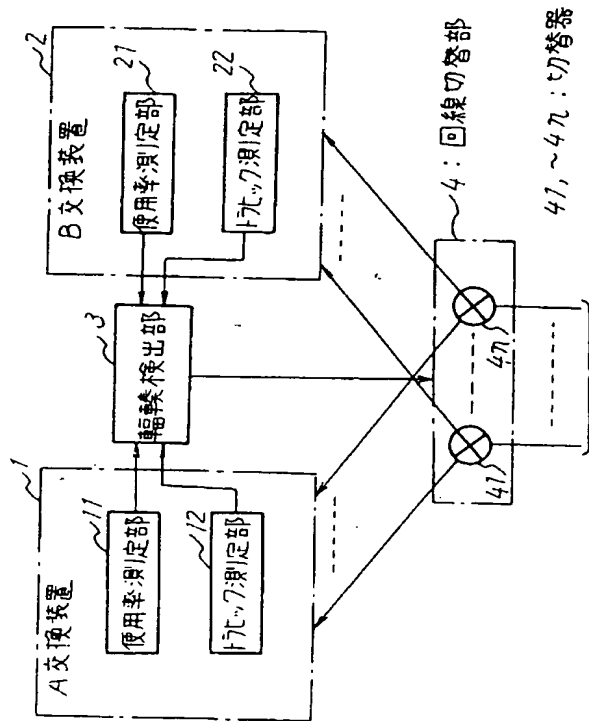 1
A交換装置
11
使用率測定部
12
トラヒック測定部
3
輻輳検出部
2
B交換装置
21
使用率測定部
22
トラヒック測定部
4:回線切替部
41
4n
41,~4n:切替器